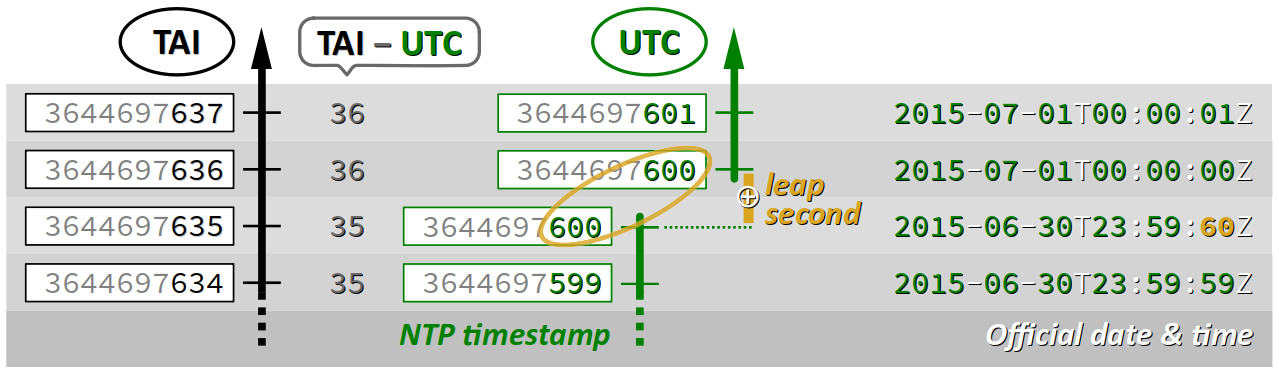 TAI TAI – UTC UTC
3644697637 36 3644697601 2015-07-01T00:00:01Z
3644697636 36 3644697600 2015-07-01T00:00:00Z
leap
second
3644697635 35 3644697600 2015-06-30T23:59:60Z
3644697634 35 3644697599 2015-06-30T23:59:59Z
NTP timestamp Official date & time